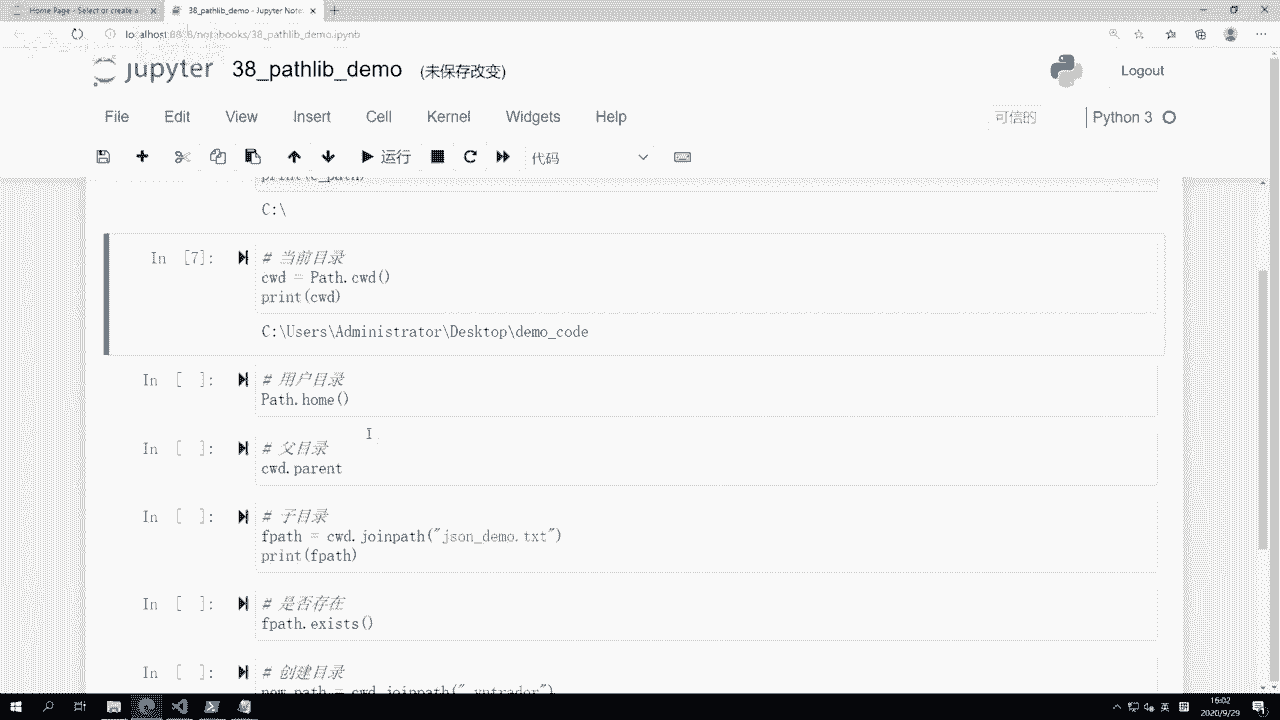 Home Page - Select or create a
38_pathlib_demo - Jupyter Note
localhost:8888/notebooks/38_pathlib_demo.ipynb
jupyter 38_pathlib_demo (未保存改变)
Logout
File Edit View Insert Cell Kernel Widgets Help
可信的 Python 3
运行 代码
print(c_path)
C:\
In [7]: # 当前目录
cwd = Path.cwd()
print(cwd)
C:\Users\Administrator\Desktop\demo_code
In [ ]: # 用户目录
Path.home()
In [ ]: # 父目录
cwd.parent
In [ ]: # 子目录
fpath = cwd.joinpath("json_demo.txt")
print(fpath)
In [ ]: # 是否存在
fpath.exists()
In [ ]: # 创建目录
new_path = cwd.joinpath(".vntrader")
英
16:02
2020/9/29